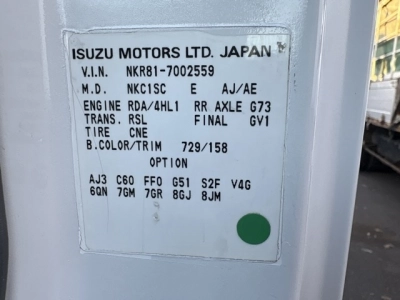 ISUZU MOTORS LTD. JAPAN
V.I.N. NKR81-7002559
M.D. NKC1SC E AJ/AE
ENGINE RDA/4HL1 RR AXLE G73
TRANS. RSL FINAL GV1
TIRE CNE
B.COLOR/TRIM 729/158
OPTION
AJ3 C60 FF0 G51 S2F V4G
6QN 7GM 7GR 8GJ 8JM